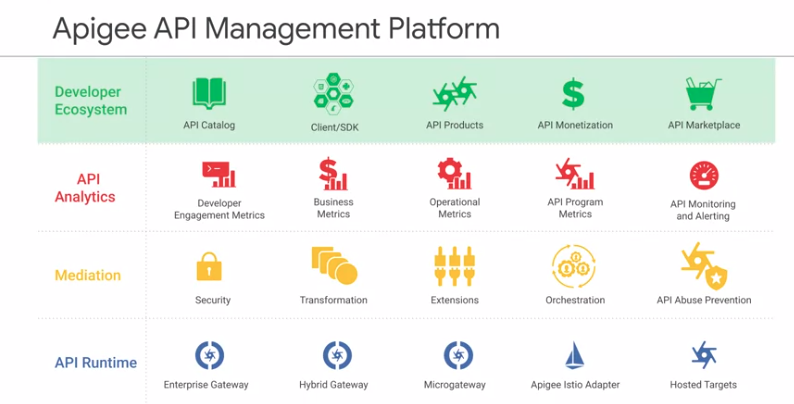 Apigee API Management Platform
Developer
Ecosystem
API Catalog
Client/SDK
API Products
API Monetization
API Marketplace
API
Analytics
Developer
Engagement Metrics
Business
Metrics
Operational
Metrics
API Program
Metrics
API Monitoring
and Alerting
Mediation
Security
Transformation
Extensions
Orchestration
API Abuse Prevention
API Runtime
Enterprise Gateway
Hybrid Gateway
Microgateway
Apigee Istio Adapter
Hosted Targets